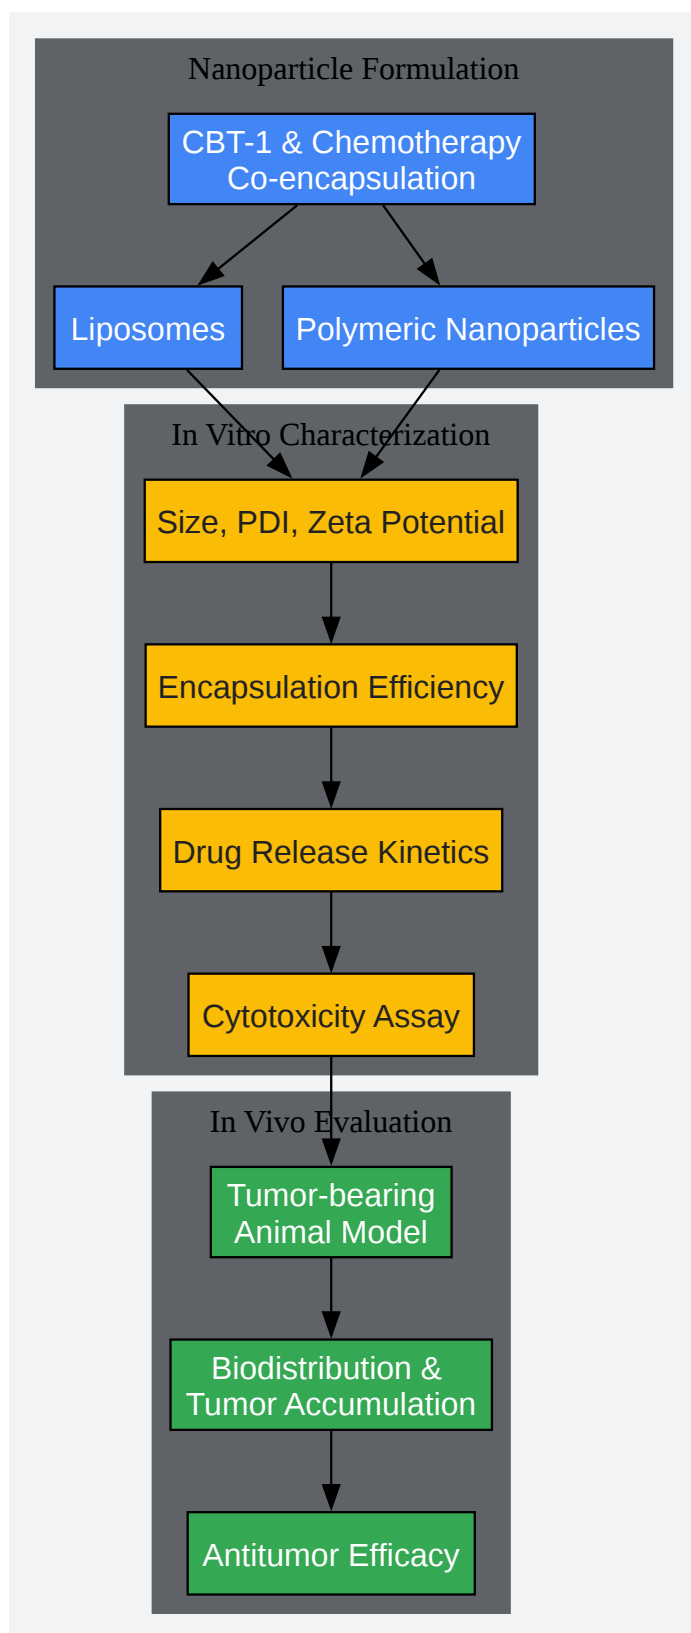 Nanoparticle Formulation
CBT-1 & Chemotherapy
Co-encapsulation
Liposomes
Polymeric Nanoparticles
In Vitro Characterization
Size, PDI, Zeta Potential
Encapsulation Efficiency
Drug Release Kinetics
Cytotoxicity Assay
In Vivo Evaluation
Tumor-bearing
Animal Model
Biodistribution &
Tumor Accumulation
Antitumor Efficacy